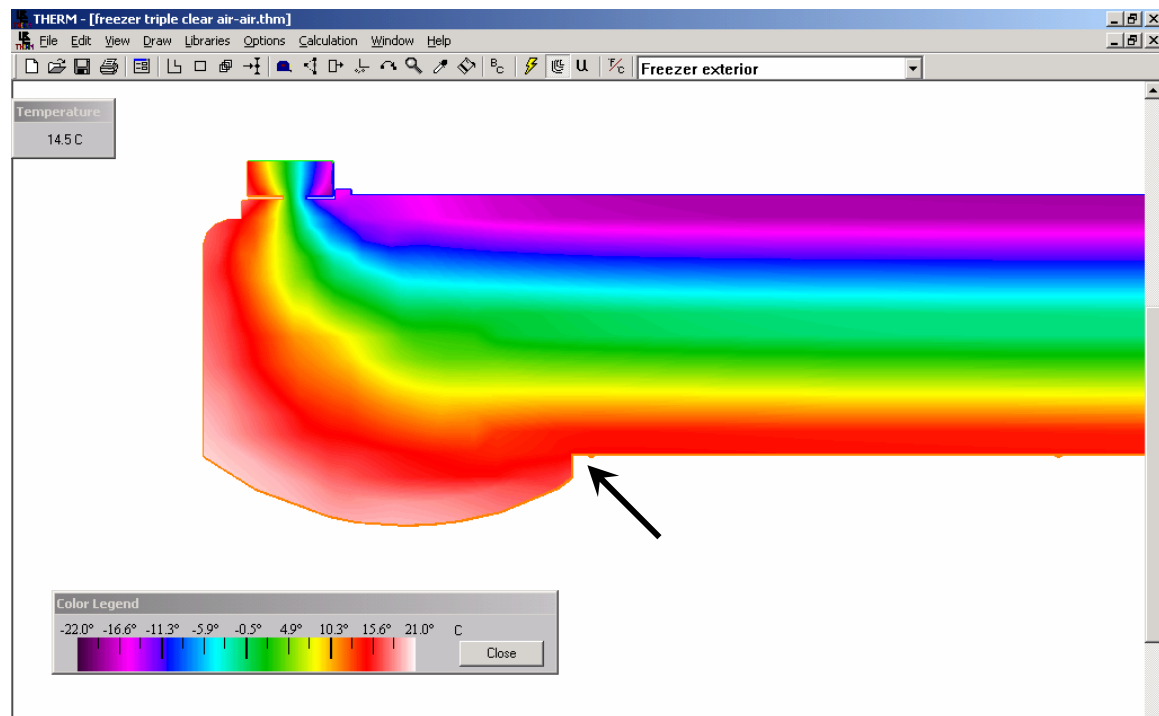 THERM - [freezer triple clear air-air.thm]
File Edit View Draw Libraries Options Calculation Window Help
Freezer exterior
Temperature
14.5 C
Color Legend
-22.0° -16.6° -11.3° -5.9° -0.5° 4.9° 10.3° 15.6° 21.0° C
Close